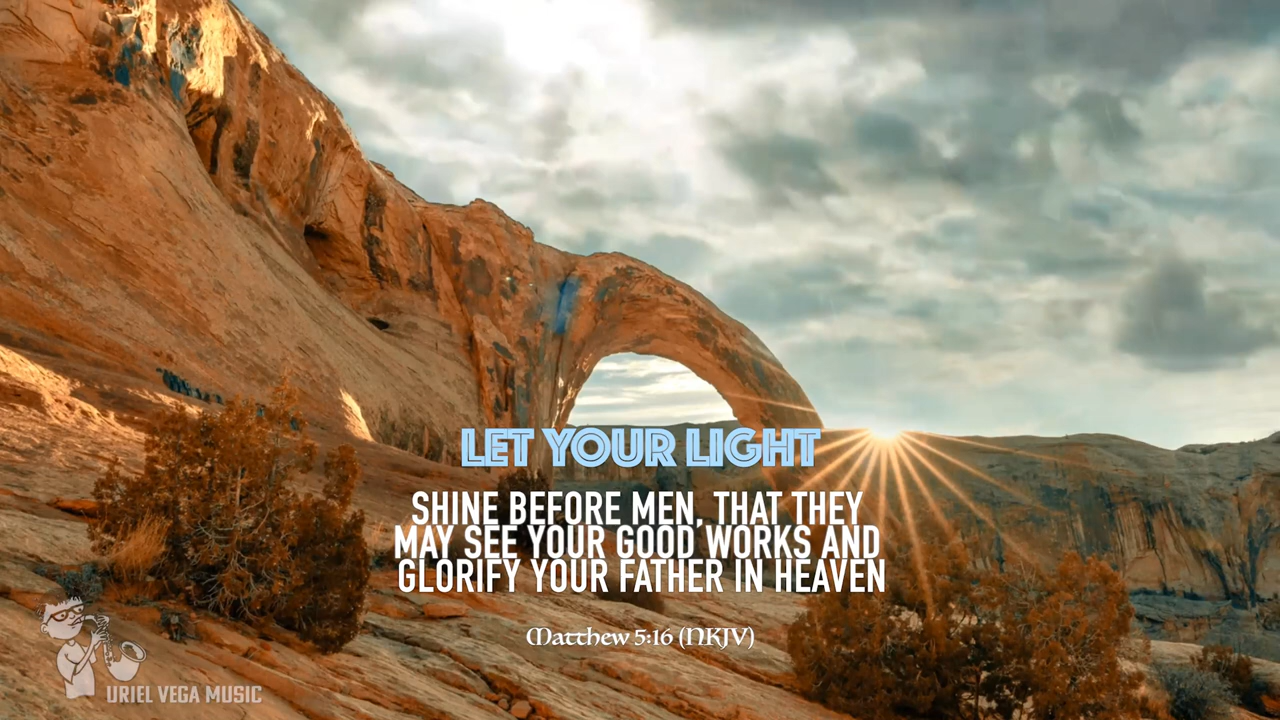 LET YOUR LIGHT
SHINE BEFORE MEN, THAT THEY
MAY SEE YOUR GOOD WORKS AND
GLORIFY YOUR FATHER IN HEAVEN
Matthew 5:16 (NKJV)
URIEL VEGA MUSIC